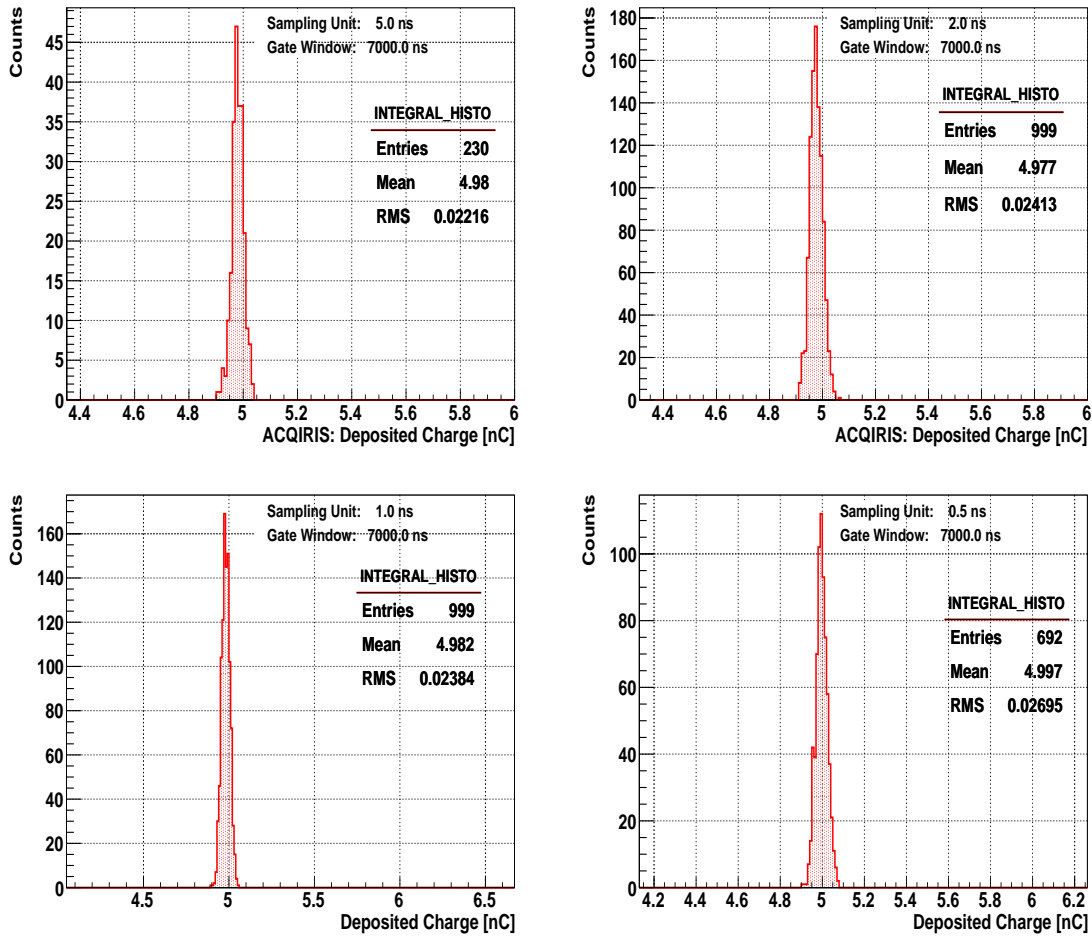 Counts
45
40
35
30
25
20
15
10
5
0
Sampling Unit: 5.0 ns
Gate Window: 7000.0 ns
INTEGRAL_HISTO
Entries 230
Mean 4.98
RMS 0.02216
4.4 4.6 4.8 5 5.2 5.4 5.6 5.8 6
ACQIRIS: Deposited Charge [nC]
Counts
180
160
140
120
100
80
60
40
20
0
Sampling Unit: 2.0 ns
Gate Window: 7000.0 ns
INTEGRAL_HISTO
Entries 999
Mean 4.977
RMS 0.02413
4.4 4.6 4.8 5 5.2 5.4 5.6 5.8 6
ACQIRIS: Deposited Charge [nC]
Counts
160
140
120
100
80
60
40
20
0
Sampling Unit: 1.0 ns
Gate Window: 7000.0 ns
INTEGRAL_HISTO
Entries 999
Mean 4.982
RMS 0.02384
4.5 5 5.5 6 6.5
Deposited Charge [nC]
Counts
100
80
60
40
20
0
Sampling Unit: 0.5 ns
Gate Window: 7000.0 ns
INTEGRAL_HISTO
Entries 692
Mean 4.997
RMS 0.02695
4.2 4.4 4.6 4.8 5 5.2 5.4 5.6 5.8 6 6.2
Deposited Charge [nC]